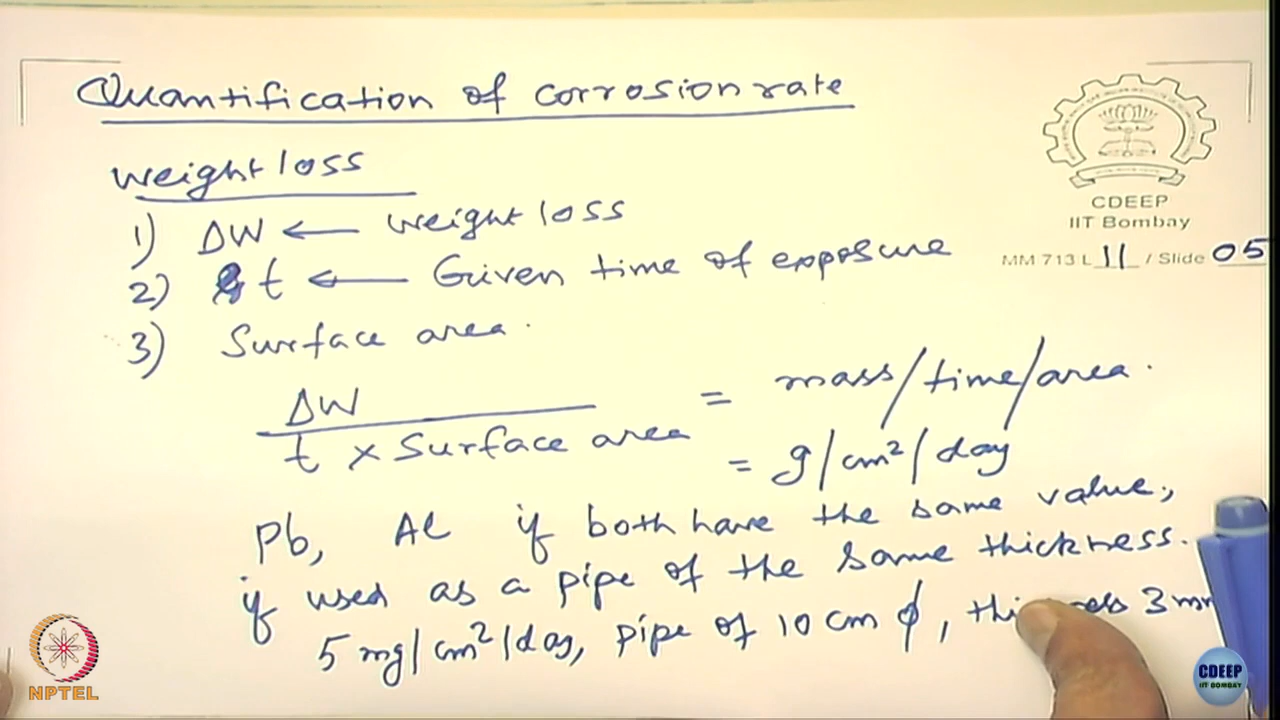 Quantification of corrosion rate
CDEEP
IIT Bombay
MM 713 L 11 / Slide 05
Weight loss
1) ΔW ← Weight loss
2) t ← Given time of exposure
3) Surface area.
ΔW / t × Surface area = mass/time/area.
= g/cm²/day
Pb, Al if both have the same value,
if used as a pipe of the same thickness.
5 mg/cm²/day, pipe of 10 cm ϕ, 3 mm
NPTEL
CDEEP
IIT BOMBAY